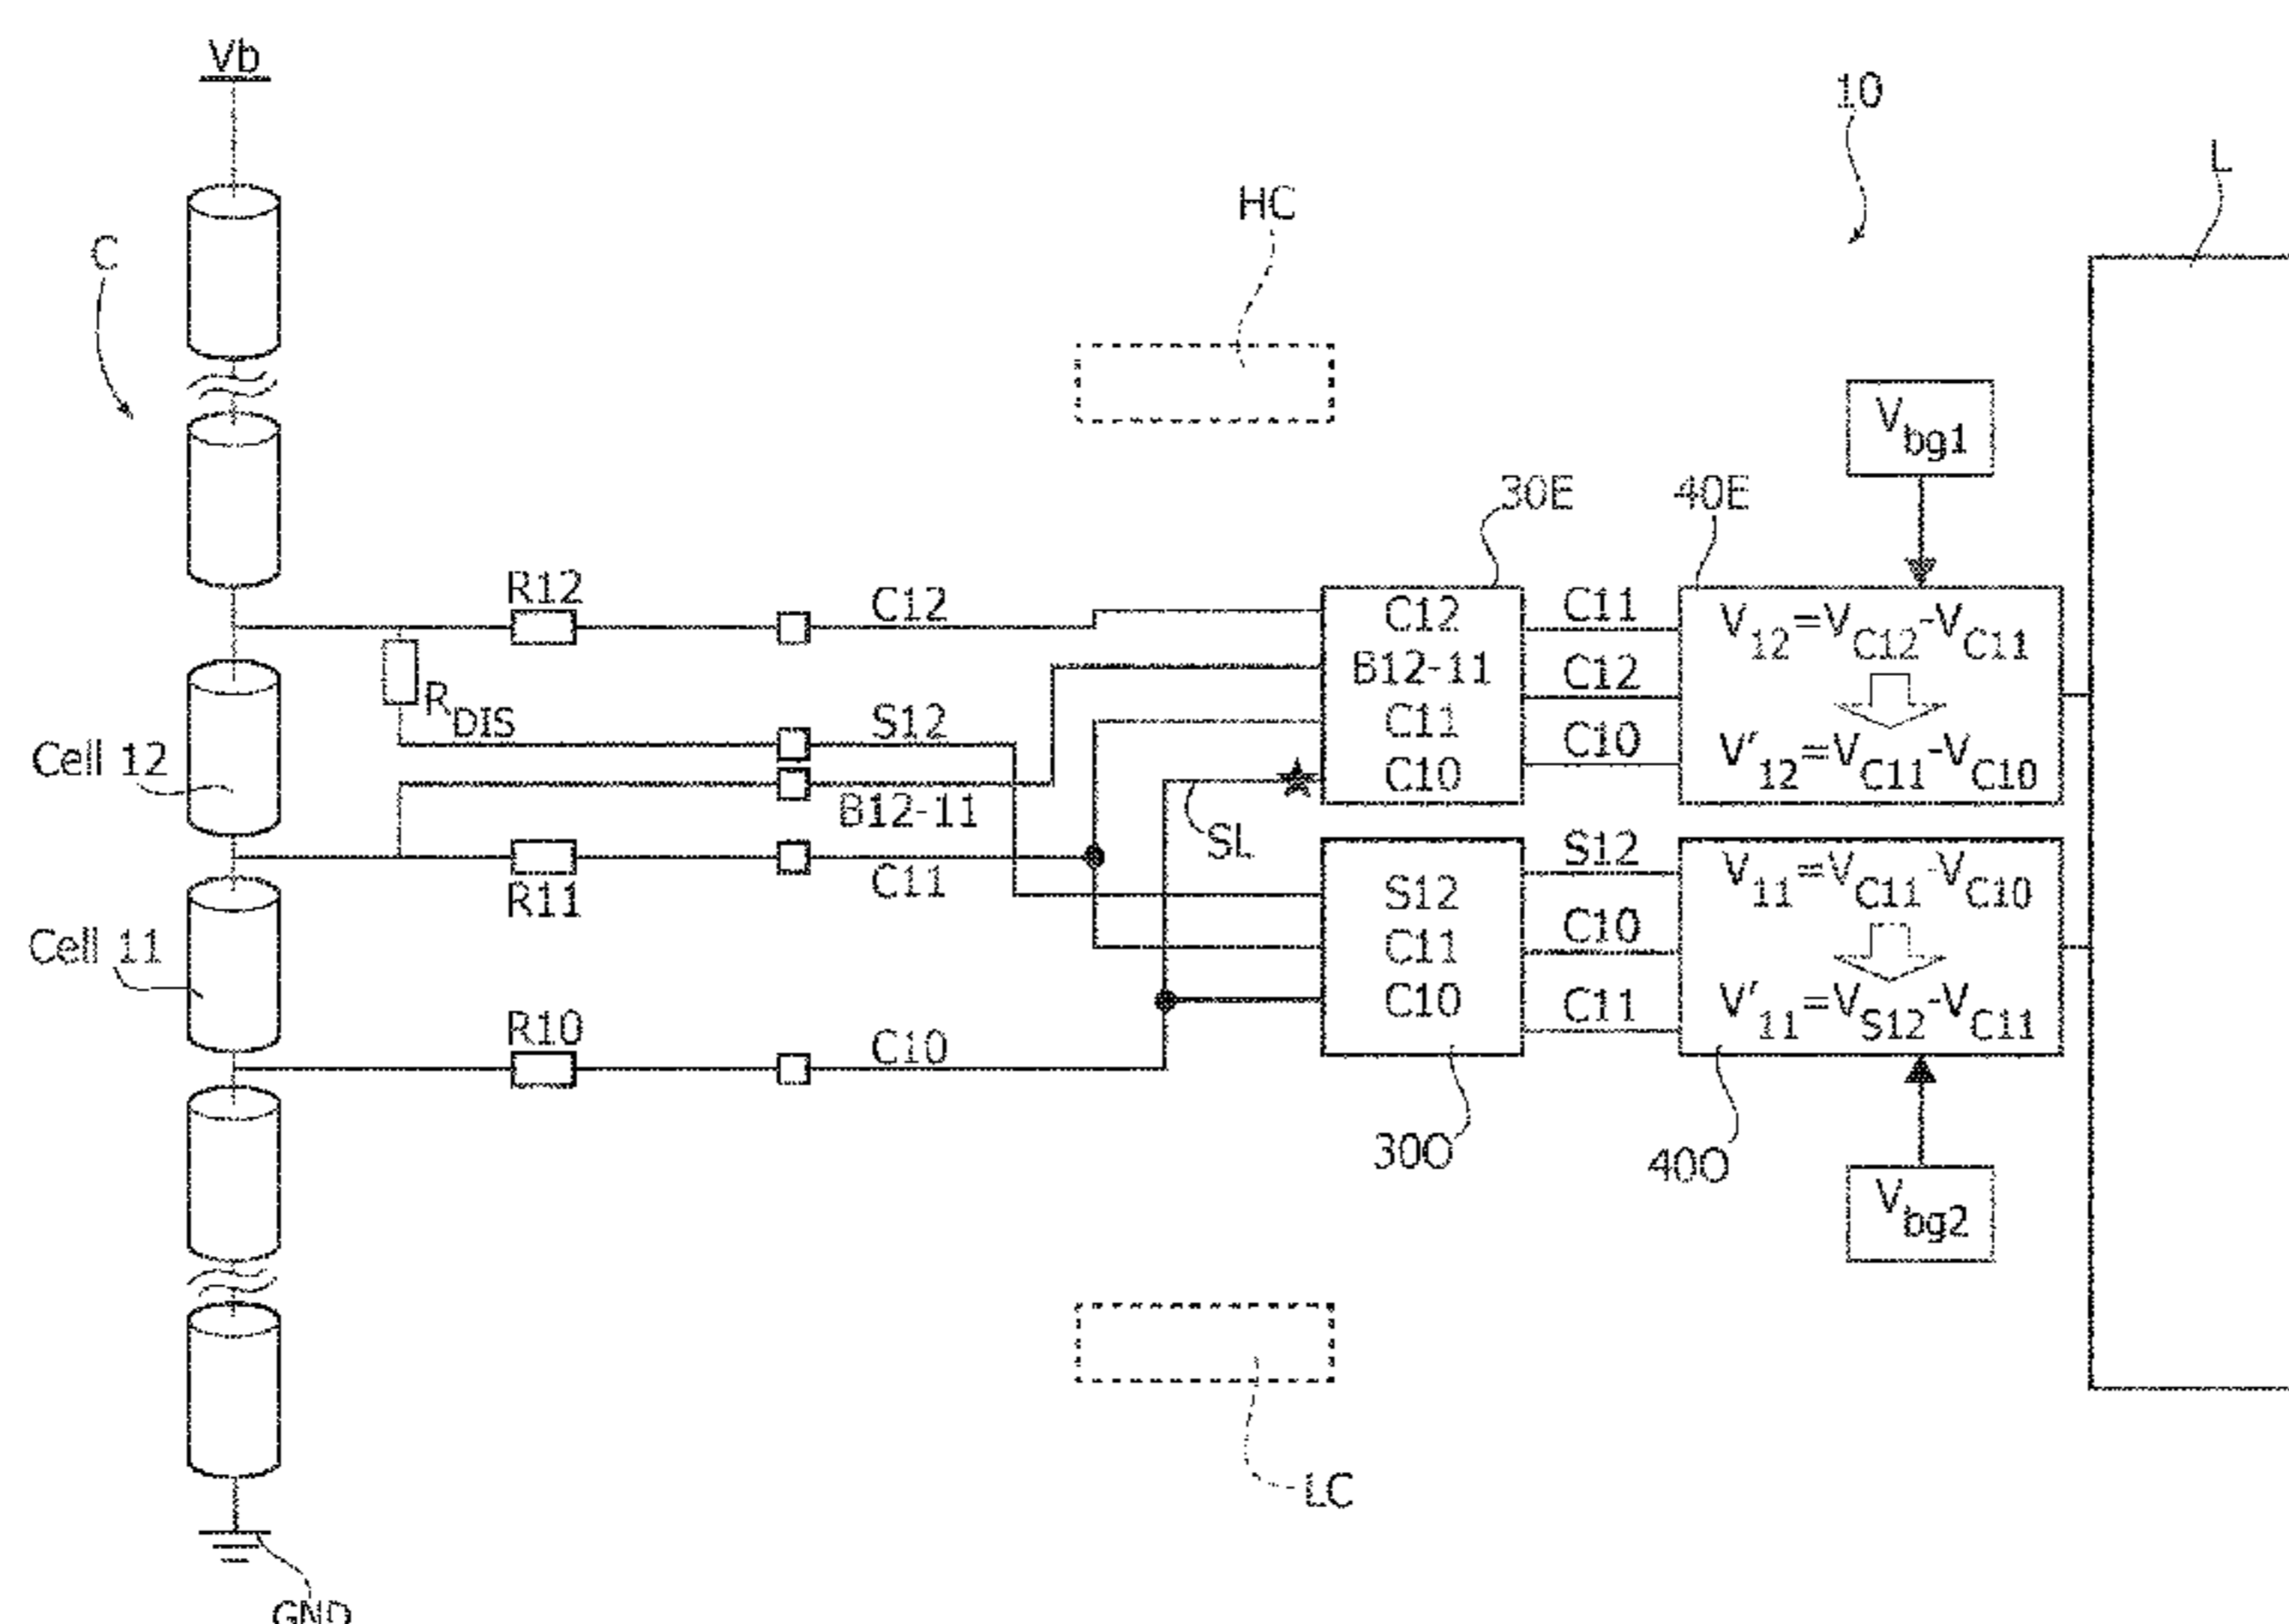 Vb
10
L
HC
C
Vbg1
30E
40E
R12
C12
C12
C11
V12=VC12-VC11
B12-11
C12
RDIS
S12
C11
C10
V'12=VC11-VC10
Cell 12
C10
B12-11
SL
S12
V11=VC11-VC10
R11
C11
S12
C10
Cell 11
C11
C10
C11
V'11=VS12-VC11
R10
C10
30O
40O
Vbg2
LC
GND